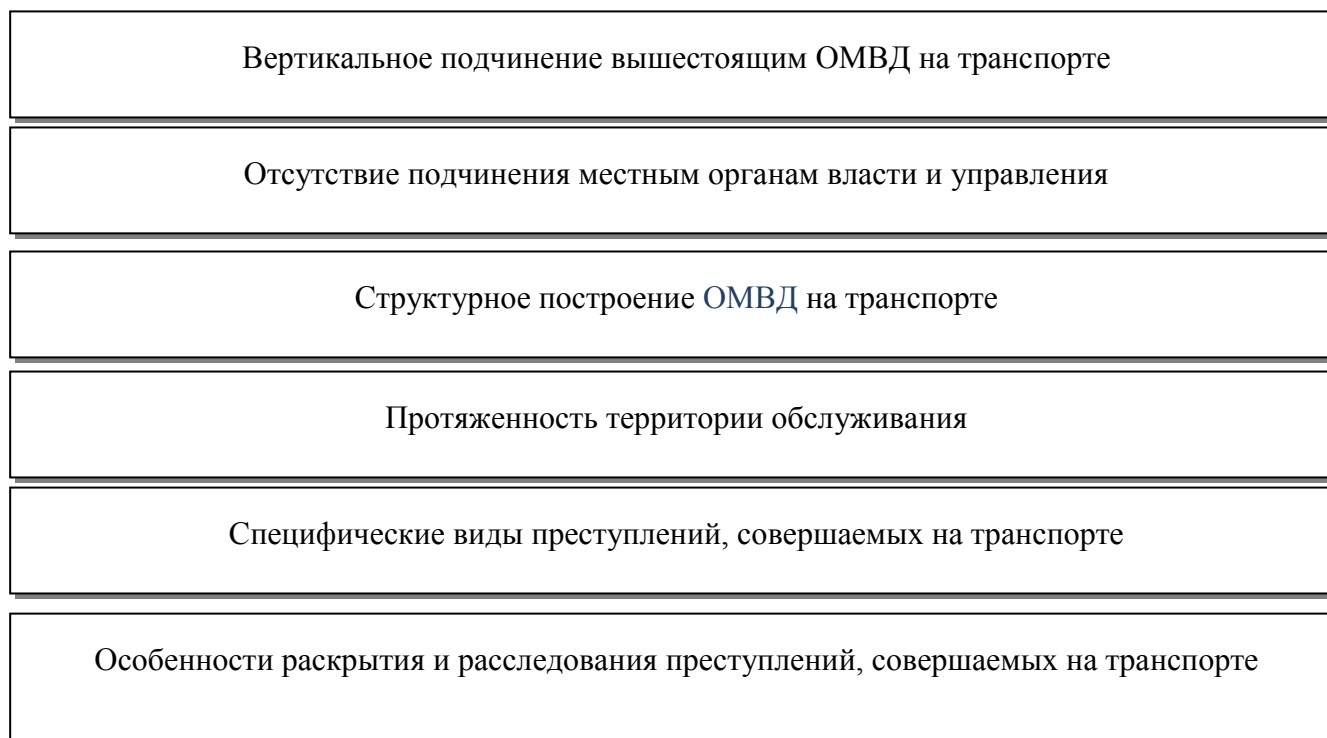 Вертикальное подчинение вышестоящим ОМВД на транспорте
Отсутствие подчинения местным органам власти и управления
Структурное построение ОМВД на транспорте
Протяженность территории обслуживания
Специфические виды преступлений, совершаемых на транспорте
Особенности раскрытия и расследования преступлений, совершаемых на транспорте